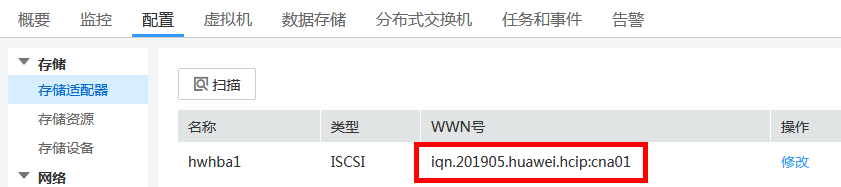 概要 监控 配置 虚拟机 数据存储 分布式交换机 任务和事件 告警
存储
存储适配器
存储资源
存储设备
网络
扫描
名称 类型 WWN号 操作
hwhba1 ISCSI iqn.201905.huawei.hcip:cna01 修改